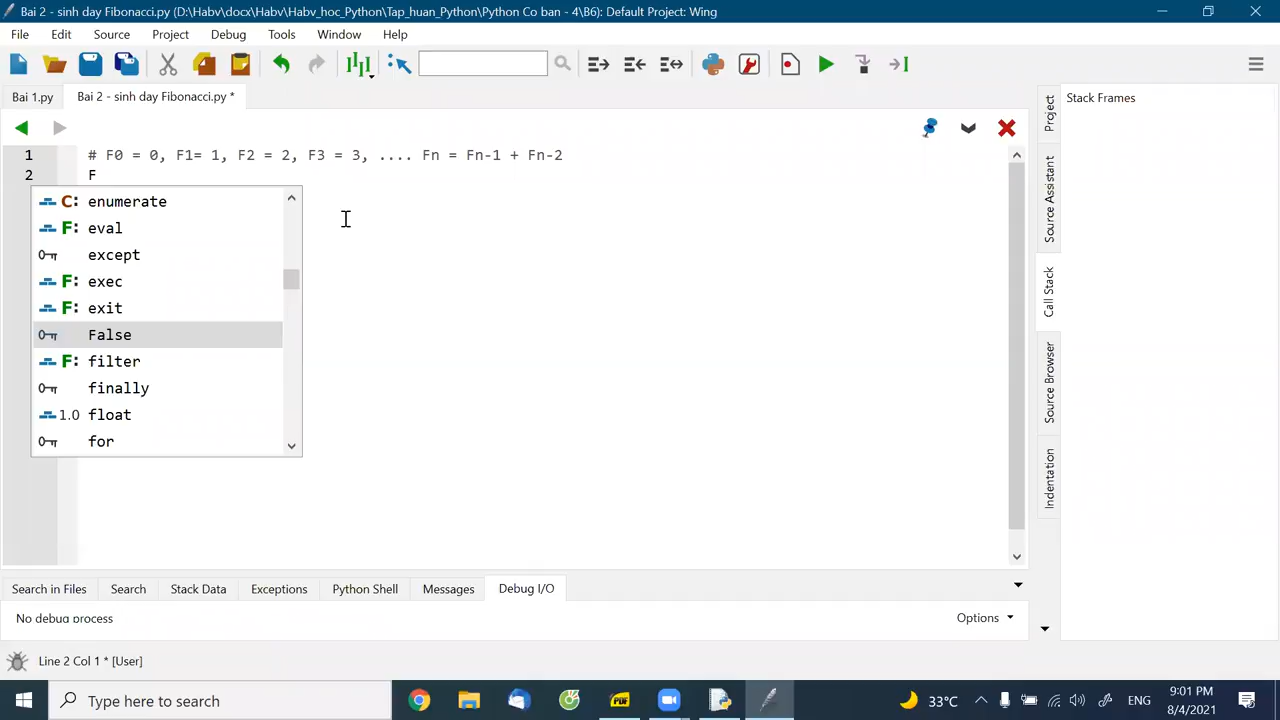 Bai 2 - sinh day Fibonacci.py (D:\Habv\docx\Habv\Habv_hoc_Python\Tap_huan_Python\Python Co ban - 4\B6): Default Project: Wing
File Edit Source Project Debug Tools Window Help
Bai 1.py Bai 2 - sinh day Fibonacci.py *
Stack Frames
1 # F0 = 0, F1= 1, F2 = 2, F3 = 3, .... Fn = Fn-1 + Fn-2
2 F
C: enumerate
F: eval
except
F: exec
F: exit
False
F: filter
finally
1.0 float
for
Project
Source Assistant
Call Stack
Source Browser
Indentation
Search in Files Search Stack Data Exceptions Python Shell Messages Debug I/O
No debug process Options
Line 2 Col 1 * [User]
Type here to search
PDF
33°C
ENG
9:01 PM
8/4/2021